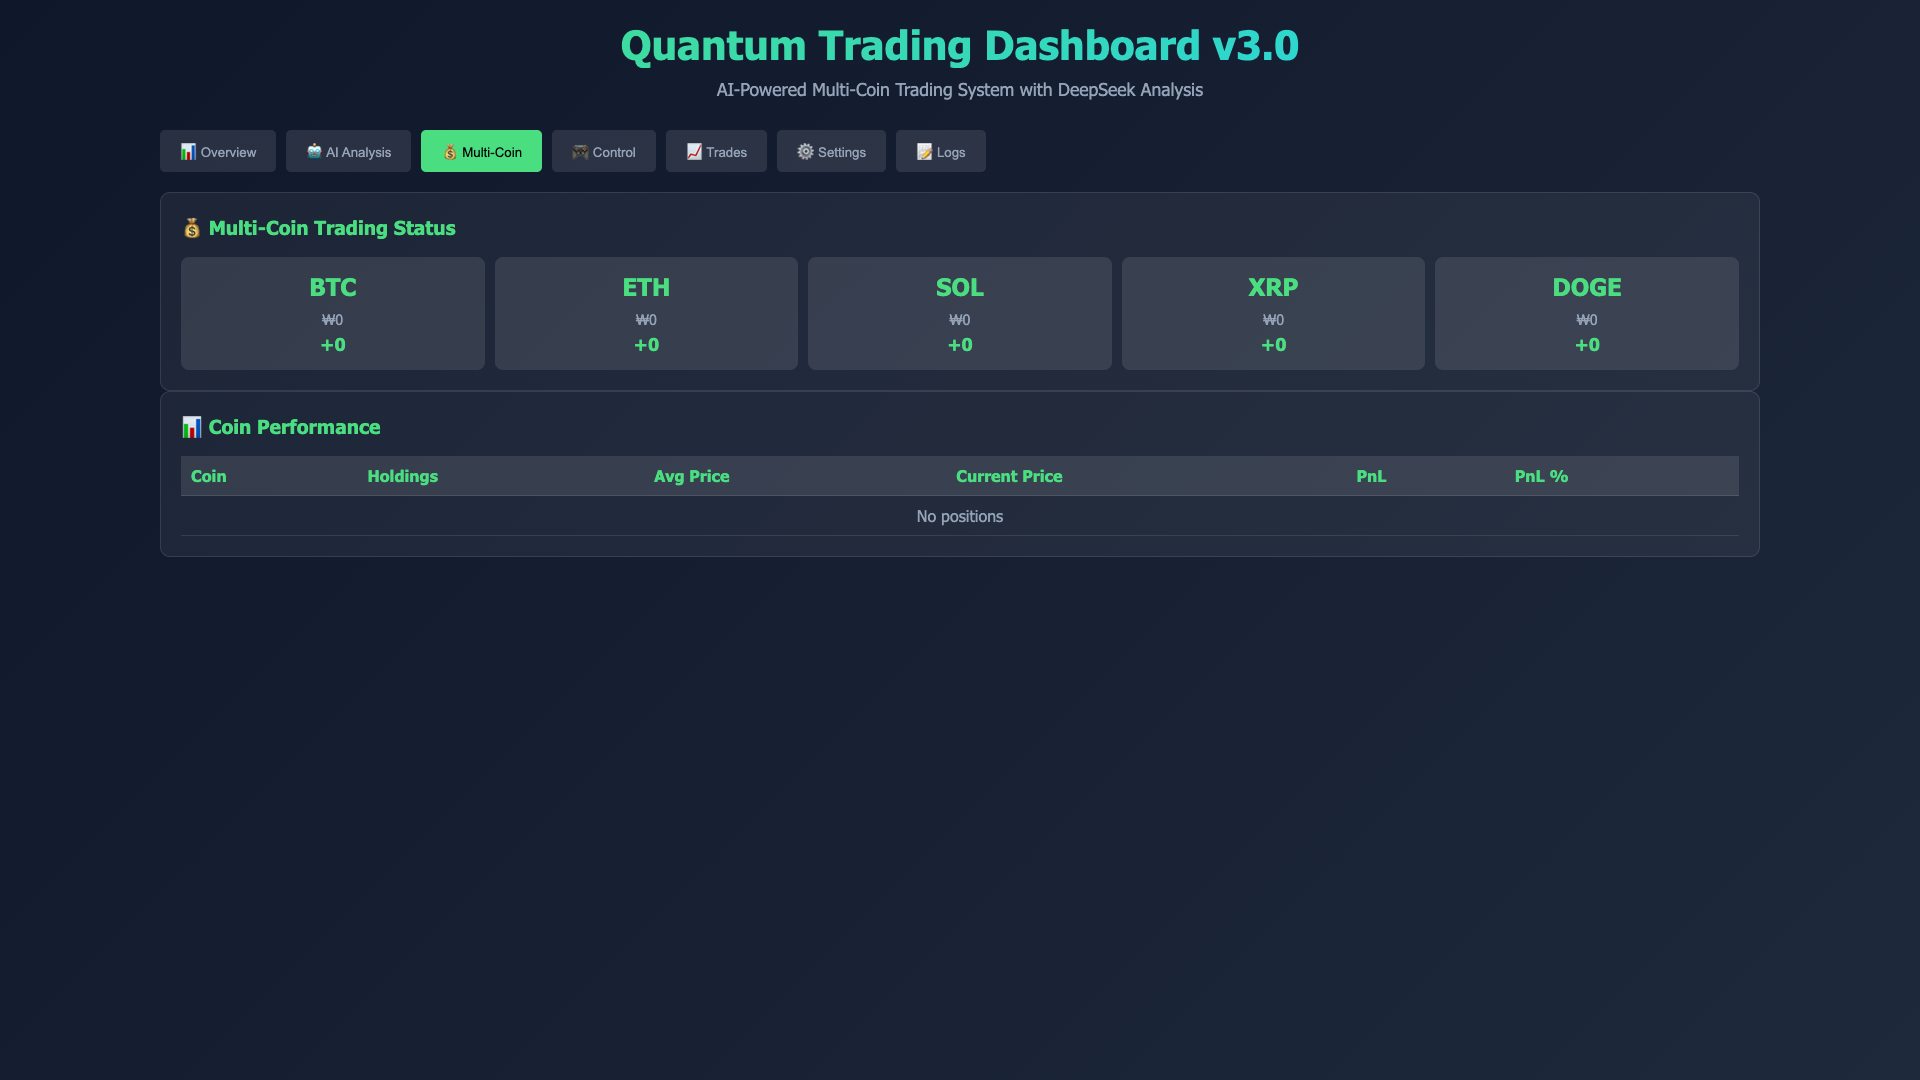 Quantum Trading Dashboard v3.0
AI-Powered Multi-Coin Trading System with DeepSeek Analysis
📊 Overview
🤖 AI Analysis
💰 Multi-Coin
🎮 Control
📈 Trades
⚙️ Settings
📝 Logs
💰 Multi-Coin Trading Status
BTC
₩0
+0
ETH
₩0
+0
SOL
₩0
+0
XRP
₩0
+0
DOGE
₩0
+0
📊 Coin Performance
Coin Holdings Avg Price Current Price PnL PnL %
No positions